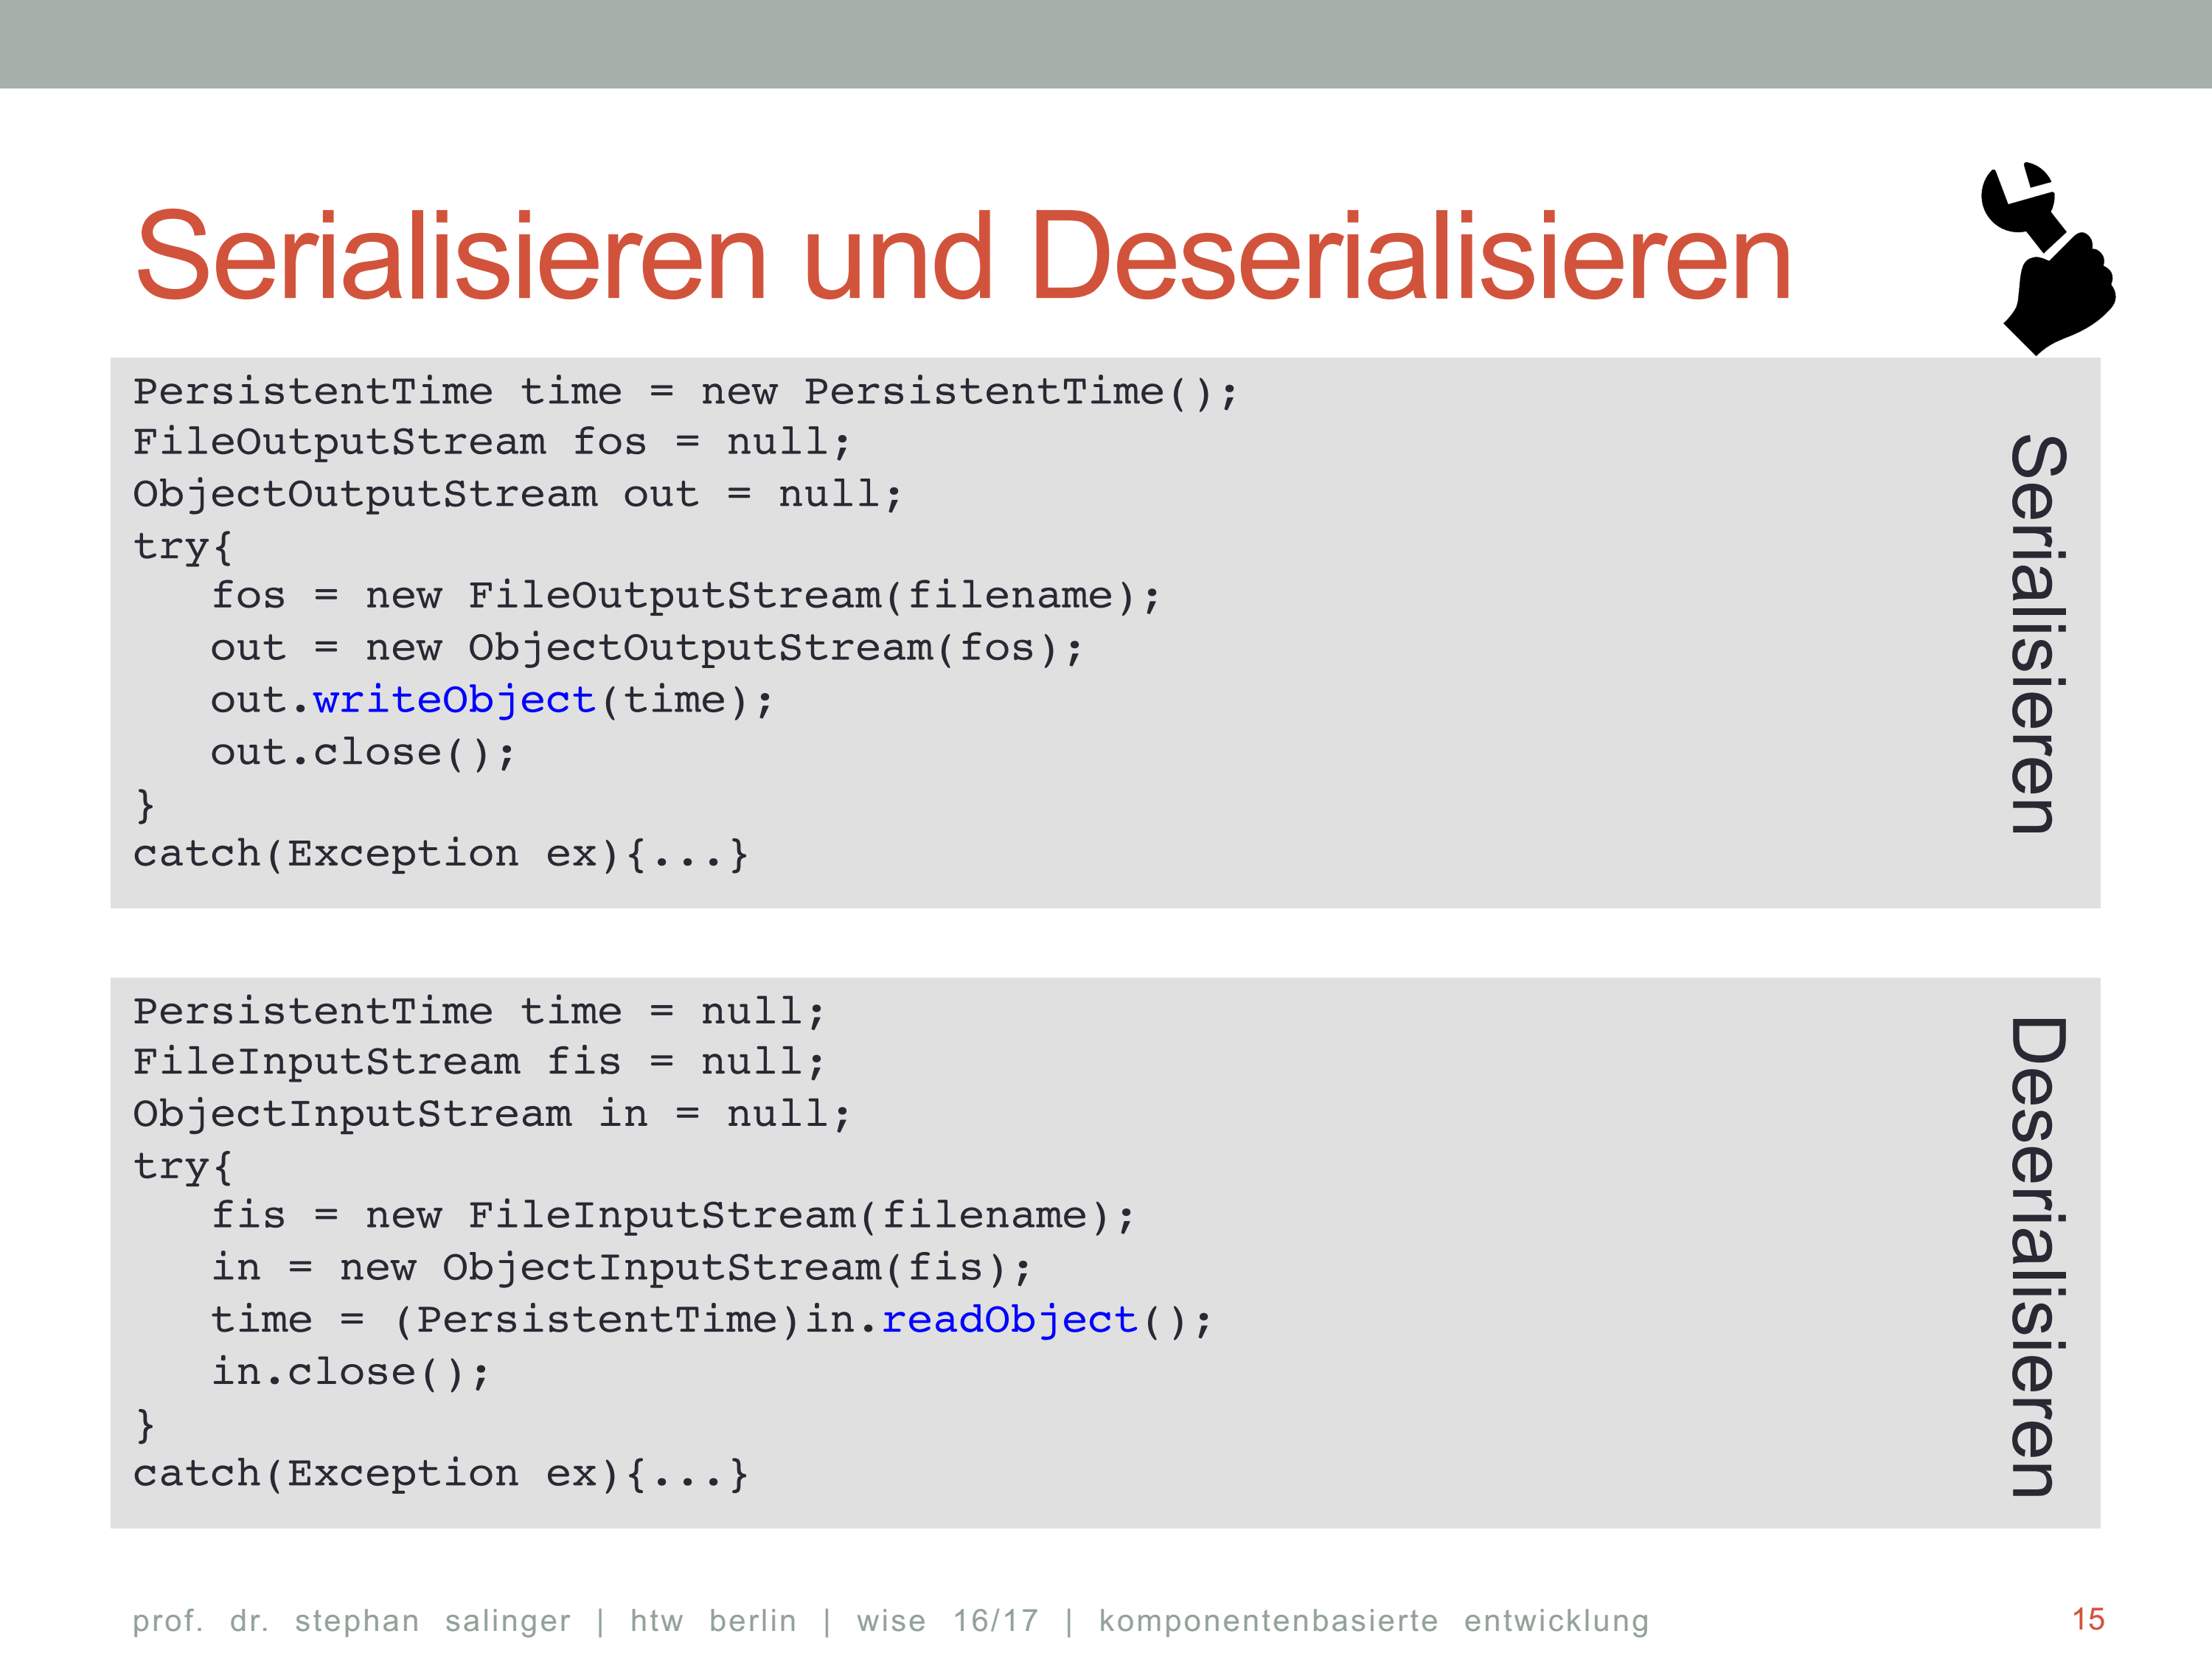 Serialisieren und Deserialisieren
PersistentTime time = new PersistentTime();
FileOutputStream fos = null;
ObjectOutputStream out = null;
try{
   fos = new FileOutputStream(filename);
   out = new ObjectOutputStream(fos);
   out.writeObject(time);
   out.close();
}
catch(Exception ex){...}
Serialisieren
PersistentTime time = null;
FileInputStream fis = null;
ObjectInputStream in = null;
try{
   fis = new FileInputStream(filename);
   in = new ObjectInputStream(fis);
   time = (PersistentTime)in.readObject();
   in.close();
}
catch(Exception ex){...}
Deserialisieren
prof. dr. stephan salinger | htw berlin | wise 16/17 | komponentenbasierte entwicklung
15